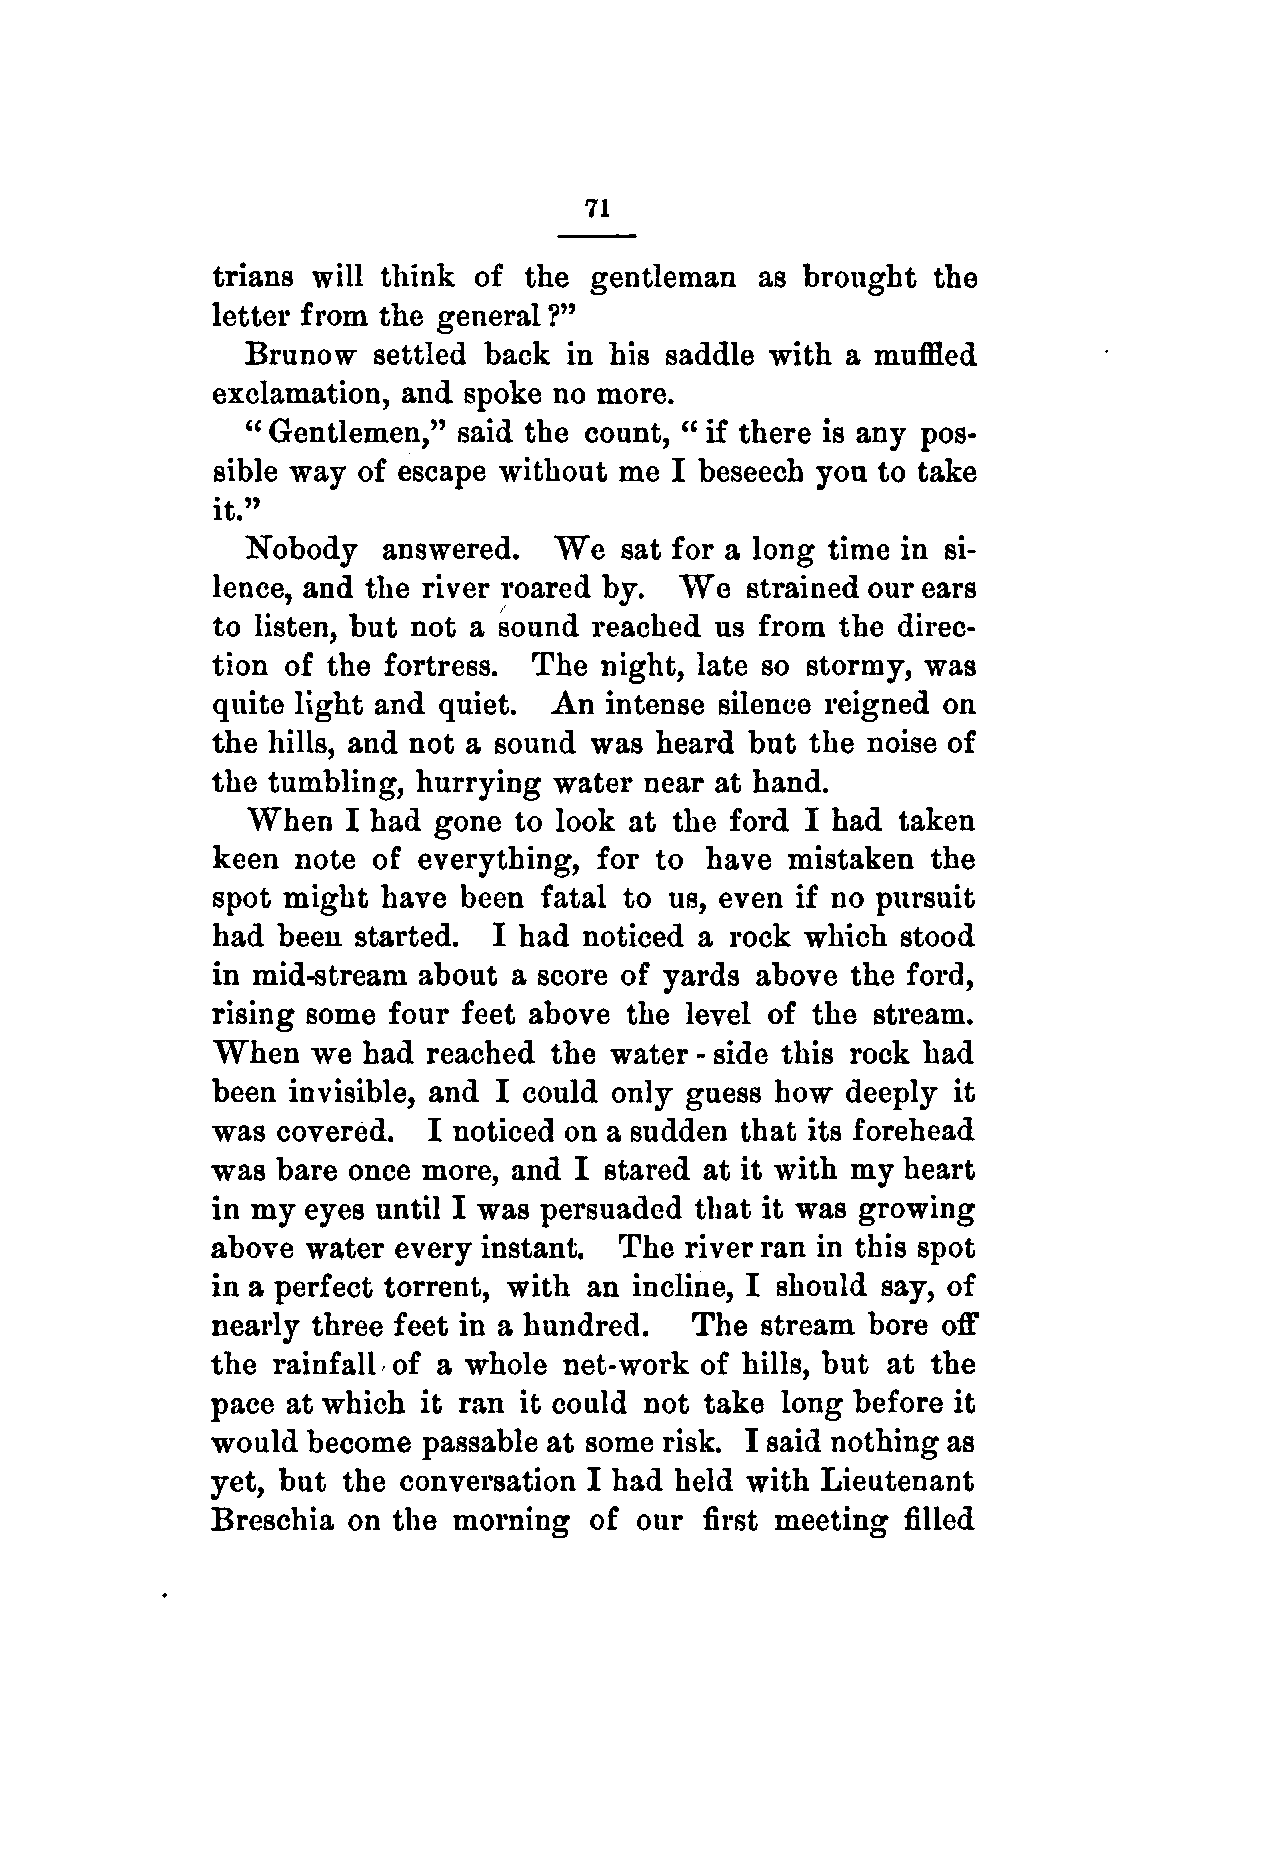 71
trians will think of the gentleman as brought the
letter from the general?"
Brunow settled back in his saddle with a muffled
exclamation, and spoke no more.
"Gentlemen," said the count, "if there is any pos-
sible way of escape without me I beseech you to take
it."
Nobody answered. We sat for a long time in si-
lence, and the river roared by. We strained our ears
to listen, but not a sound reached us from the direc-
tion of the fortress. The night, late so stormy, was
quite light and quiet. An intense silence reigned on
the hills, and not a sound was heard but the noise of
the tumbling, hurrying water near at hand.
When I had gone to look at the ford I had taken
keen note of everything, for to have mistaken the
spot might have been fatal to us, even if no pursuit
had been started. I had noticed a rock which stood
in mid-stream about a score of yards above the ford,
rising some four feet above the level of the stream.
When we had reached the water-side this rock had
been invisible, and I could only guess how deeply it
was covered. I noticed on a sudden that its forehead
was bare once more, and I stared at it with my heart
in my eyes until I was persuaded that it was growing
above water every instant. The river ran in this spot
in a perfect torrent, with an incline, I should say, of
nearly three feet in a hundred. The stream bore off
the rainfall of a whole net-work of hills, but at the
pace at which it ran it could not take long before it
would become passable at some risk. I said nothing as
yet, but the conversation I had held with Lieutenant
Breschia on the morning of our first meeting filled